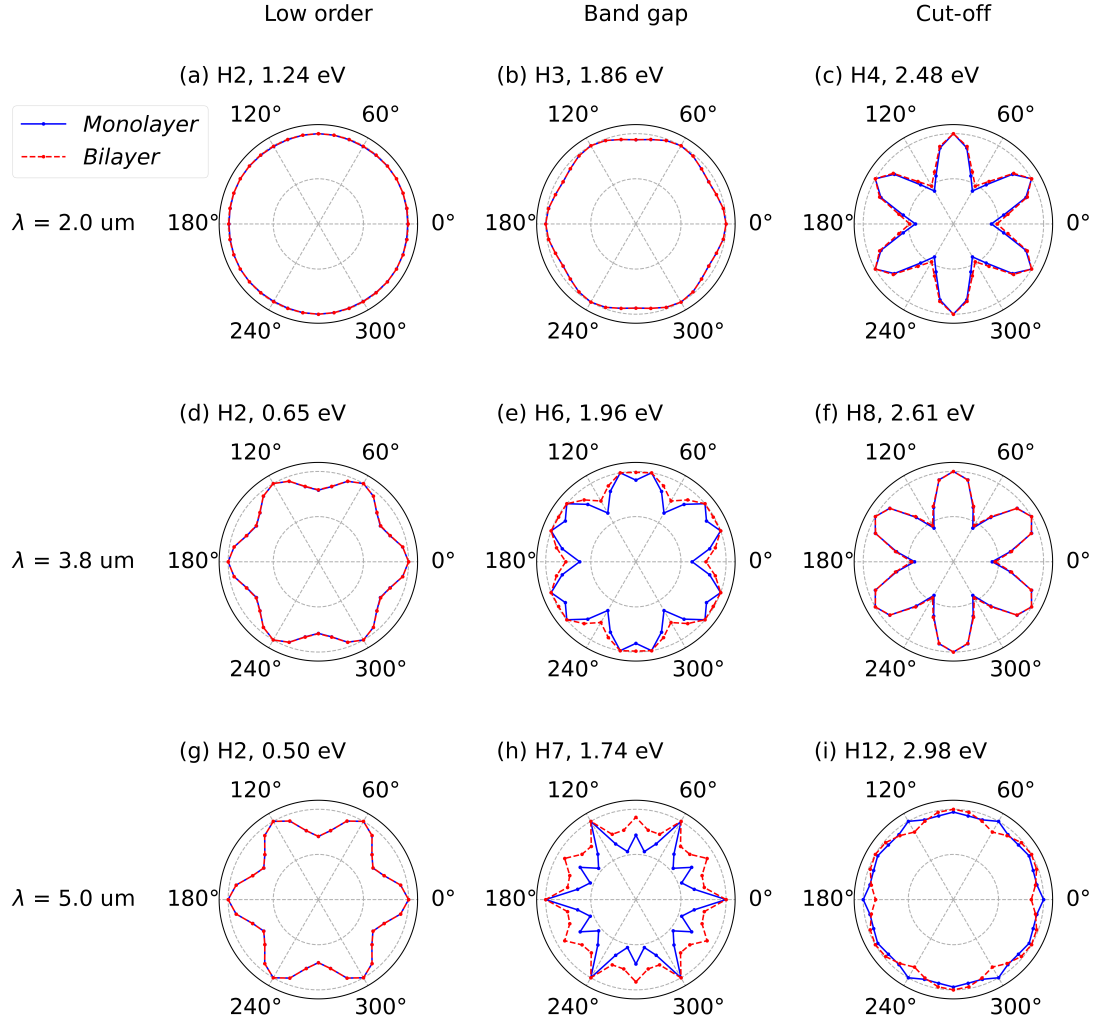 Low order Band gap Cut-off
(a) H2, 1.24 eV (b) H3, 1.86 eV (c) H4, 2.48 eV
Monolayer
Bilayer
120° 60° 120° 60° 120° 60°
λ = 2.0 um 180° 0° 180° 0° 180° 0°
240° 300° 240° 300° 240° 300°
(d) H2, 0.65 eV (e) H6, 1.96 eV (f) H8, 2.61 eV
120° 60° 120° 60° 120° 60°
λ = 3.8 um 180° 0° 180° 0° 180° 0°
240° 300° 240° 300° 240° 300°
(g) H2, 0.50 eV (h) H7, 1.74 eV (i) H12, 2.98 eV
120° 60° 120° 60° 120° 60°
λ = 5.0 um 180° 0° 180° 0° 180° 0°
240° 300° 240° 300° 240° 300°